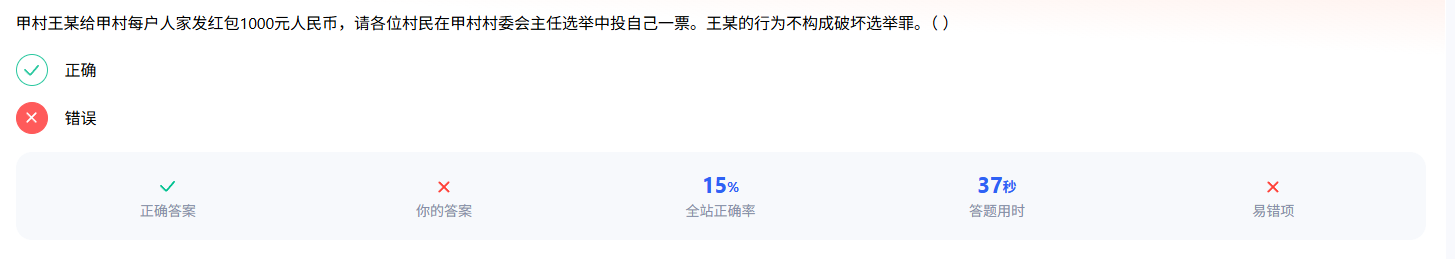 甲村王某给甲村每户人家发红包1000元人民币，请各位村民在甲村村委会主任选举中投自己一票。王某的行为不构成破坏选举罪。( )
正确
错误
15% 37秒
正确答案 你的答案 全站正确率 答题用时 易错项